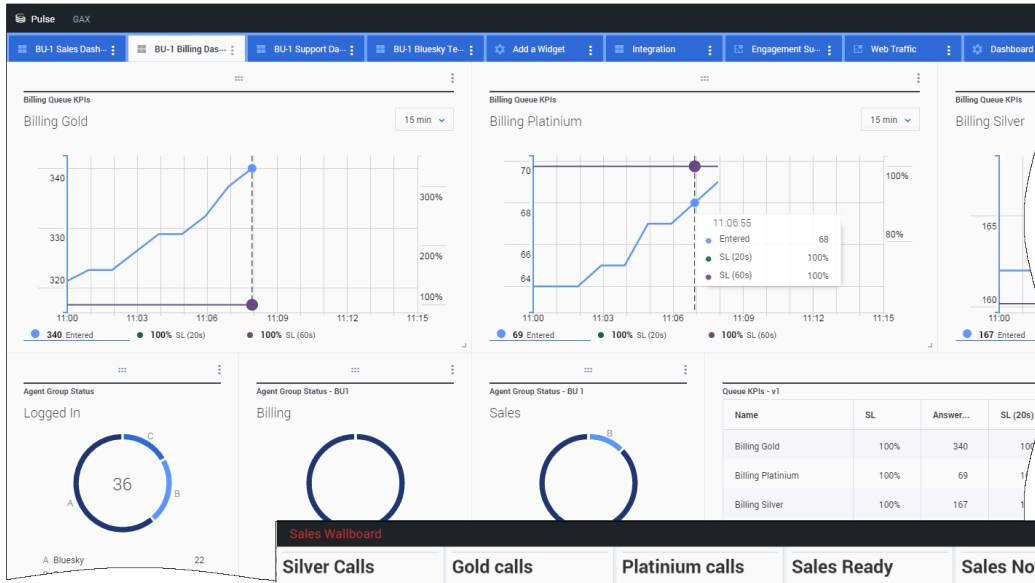 Pulse GAX
BU-1 Sales Dash··· BU-1 Billing Das··· BU-1 Support Da··· BU-1 Bluesky Te··· Add a Widget Integration Engagement Su··· Web Traffic Dashboard
Billing Queue KPIs
Billing Gold
15 min
340
330
320
300%
200%
100%
11:00 11:03 11:06 11:09 11:12 11:15
340 Entered 100% SL (20s) 100% SL (60s)
Billing Queue KPIs
Billing Platinium
15 min
70
68
66
64
100%
80%
11:06:55
Entered 68
SL (20s) 100%
SL (60s) 100%
11:00 11:03 11:06 11:09 11:12 11:15
69 Entered 100% SL (20s) 100% SL (60s)
Billing Queue KPIs
Billing Silver
165
160
11:00
167 Entered
Agent Group Status
Logged In
36
C
B
A
A Bluesky 22
Agent Group Status - BU1
Billing
Agent Group Status - BU 1
Sales
B
Queue KPIs - v1
Name SL Answer... SL (20s)
Billing Gold 100% 340
Billing Platinium 100% 69
Billing Silver 100% 167
Sales Wallboard
Silver Calls Gold calls Platinium calls Sales Ready Sales No